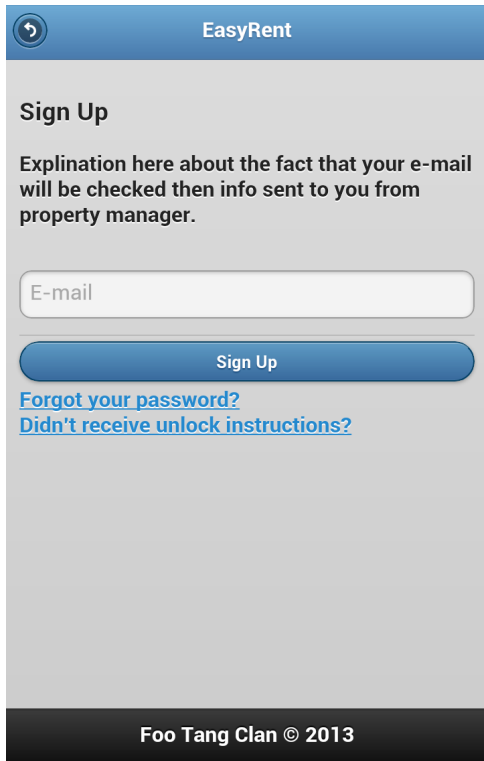 EasyRent
Sign Up
Explination here about the fact that your e-mail
will be checked then info sent to you from
property manager.
E-mail
Sign Up
Forgot your password?
Didn't receive unlock instructions?
Foo Tang Clan © 2013